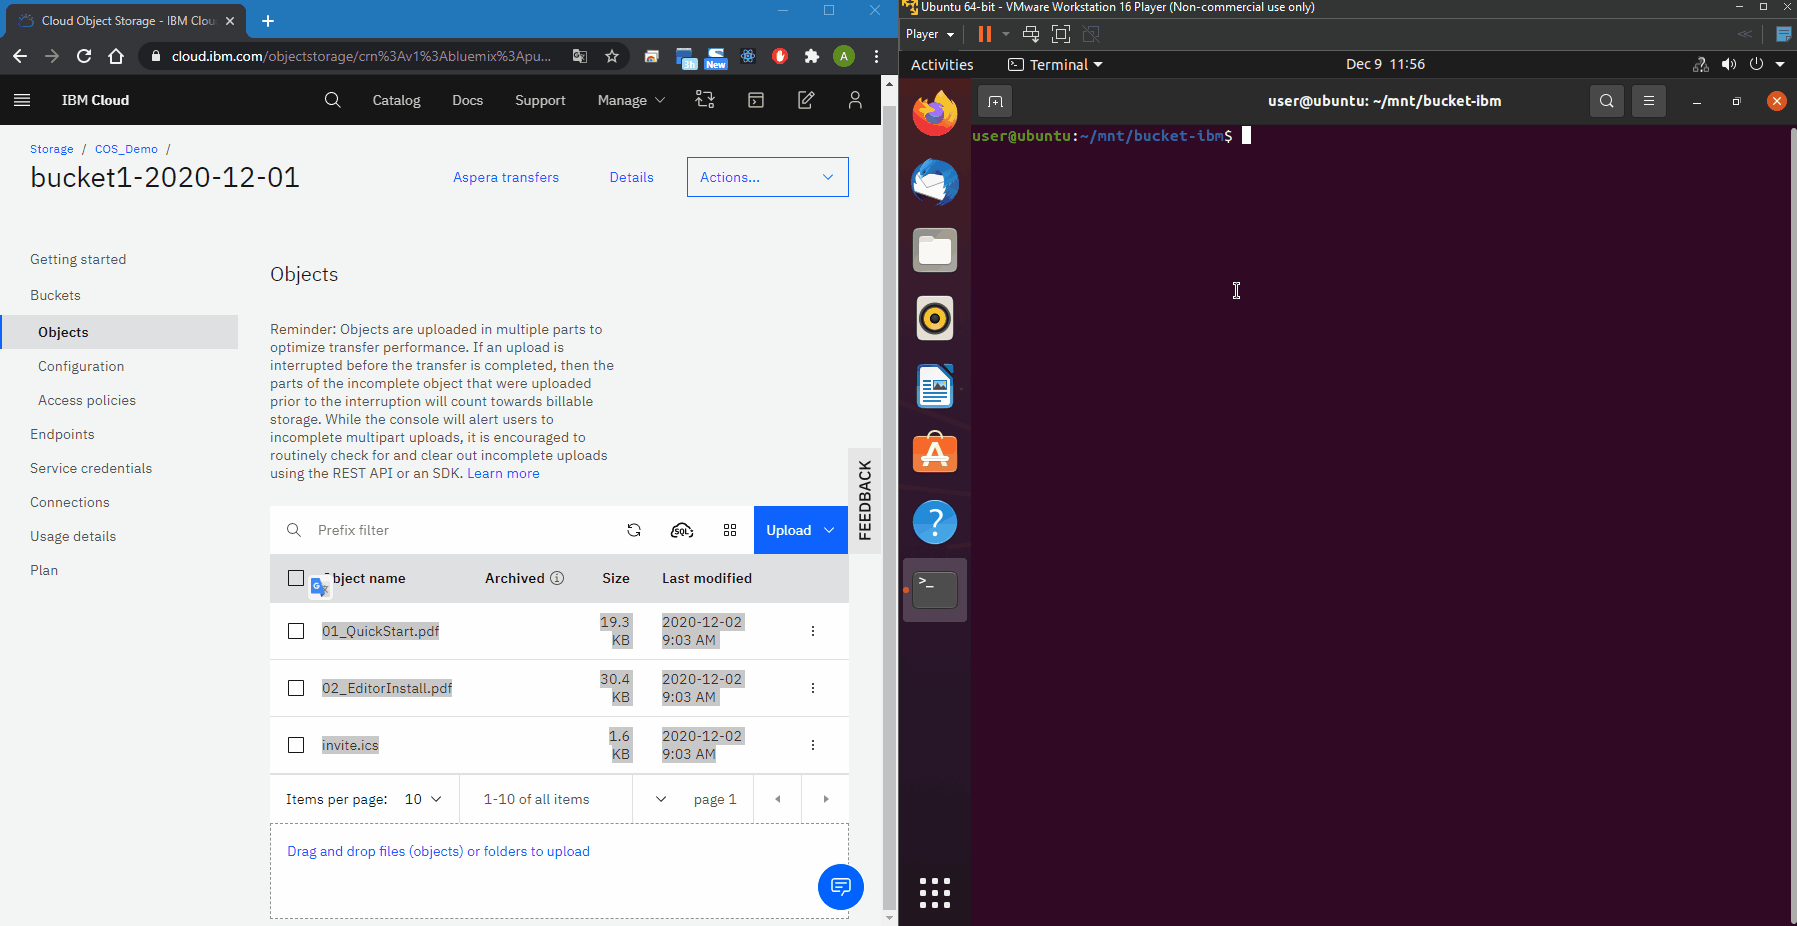 Cloud Object Storage - IBM Clou
cloud.ibm.com/objectstorage/crn%3Av1%3Abluemix%3Apu...
3h
New
A
IBM Cloud
Catalog
Docs
Support
Manage
Storage / COS_Demo /
bucket1-2020-12-01
Aspera transfers
Details
Actions...
Getting started
Buckets
Objects
Configuration
Access policies
Endpoints
Service credentials
Connections
Usage details
Plan
Objects
Reminder: Objects are uploaded in multiple parts to
optimize transfer performance. If an upload is
interrupted before the transfer is completed, then the
parts of the incomplete object that were uploaded
prior to the interruption will count towards billable
storage. While the console will alert users to
incomplete multipart uploads, it is encouraged to
routinely check for and clear out incomplete uploads
using the REST API or an SDK. Learn more
FEEDBACK
Prefix filter
SQL
Upload
bject name
Archived
Size
Last modified
01_QuickStart.pdf
19.3
KB
2020-12-02
9:03 AM
02_EditorInstall.pdf
30.4
KB
2020-12-02
9:03 AM
invite.ics
1.6
KB
2020-12-02
9:03 AM
Items per page: 10
1-10 of all items
page 1
Drag and drop files (objects) or folders to upload
Ubuntu 64-bit - VMware Workstation 16 Player (Non-commercial use only)
Player
Activities
Terminal
Dec 9 11:56
user@ubuntu: ~/mnt/bucket-ibm
user@ubuntu:~/mnt/bucket-ibm$